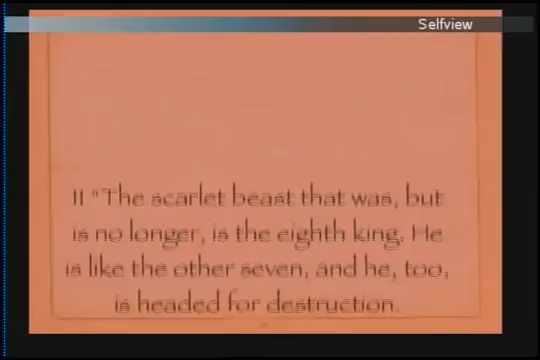 Selfview
11 "The scarlet beast that was, but
is no longer, is the eighth king. He
is like the other seven, and he, too,
is headed for destruction.